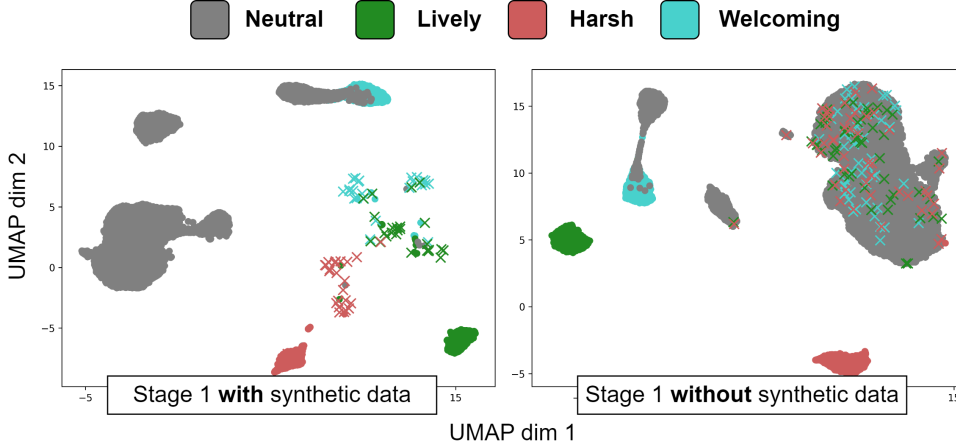 Neutral Lively Harsh Welcoming
UMAP dim 2
15
10
5
0
−5
−5
15
Stage 1 with synthetic data
15
10
5
0
−5
15
Stage 1 without synthetic data
UMAP dim 1